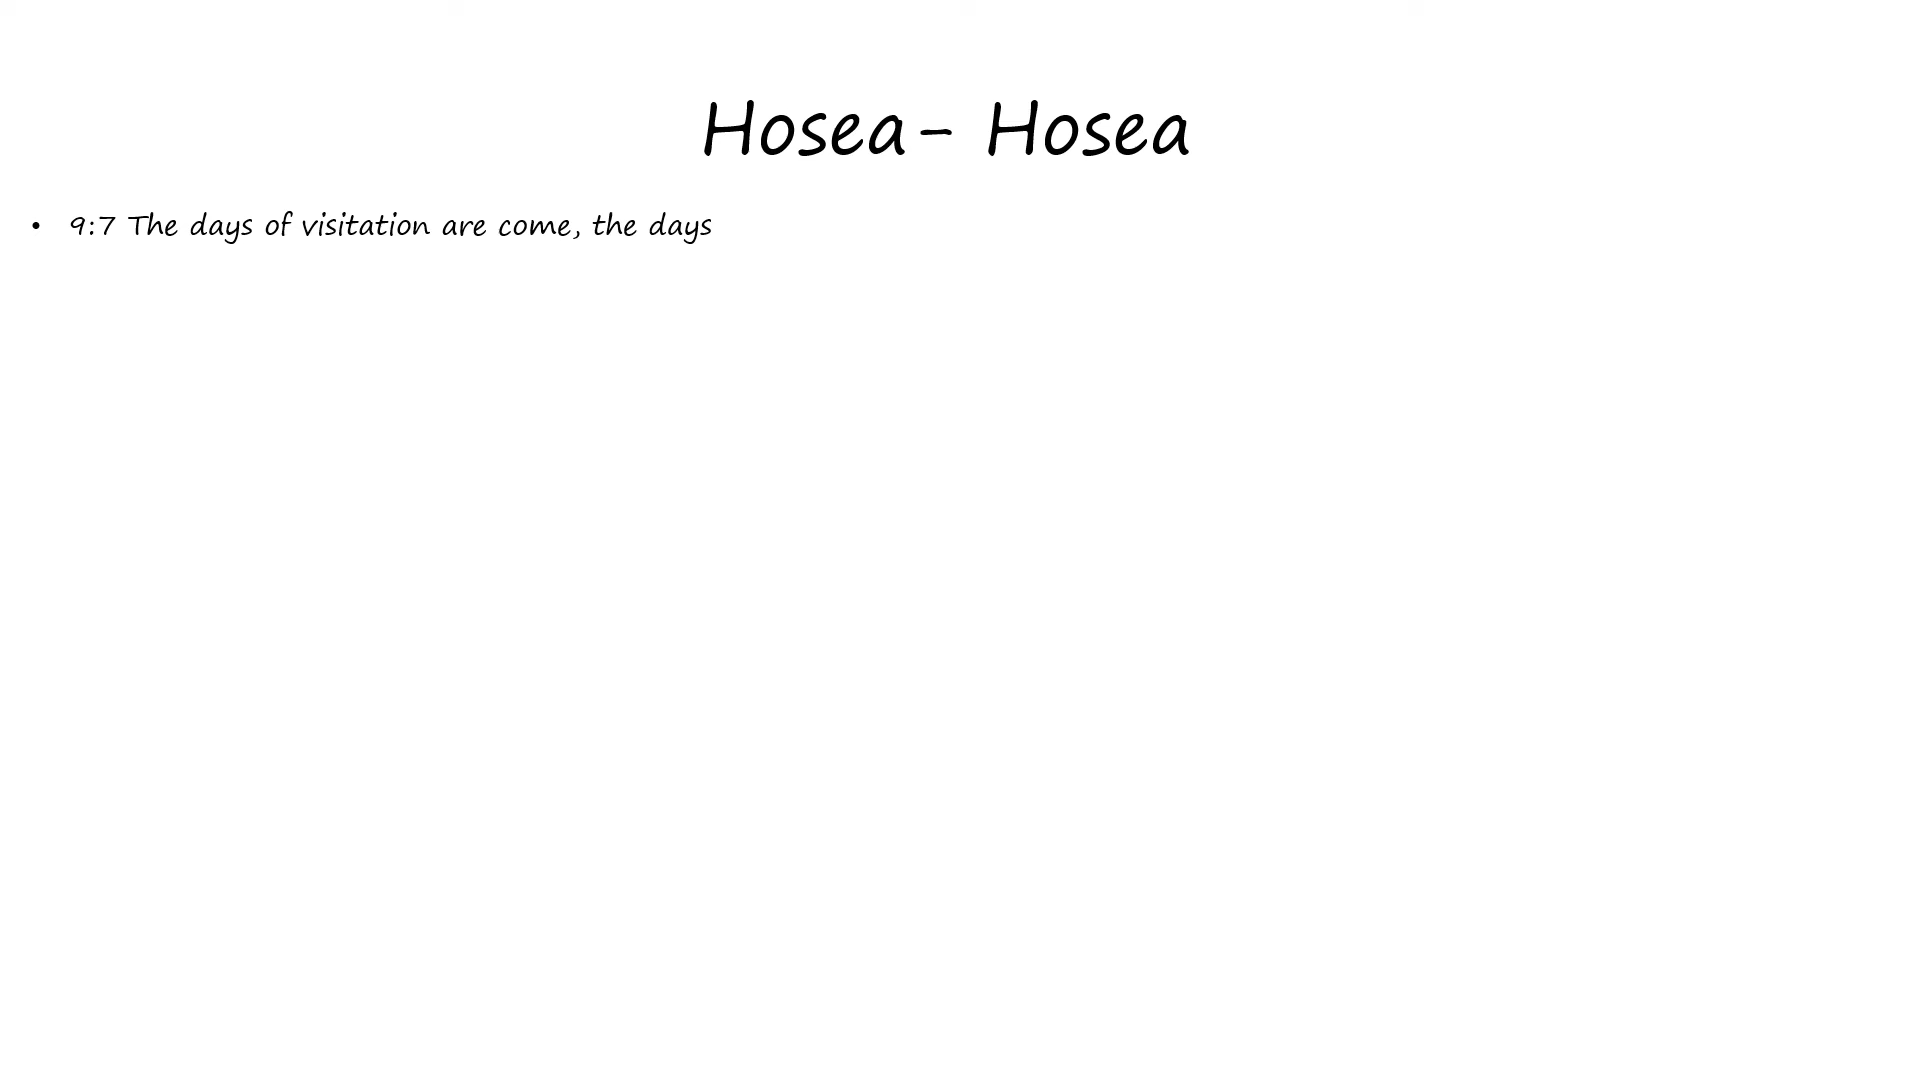 Hosea- Hosea
• 9:7 The days of visitation are come, the days